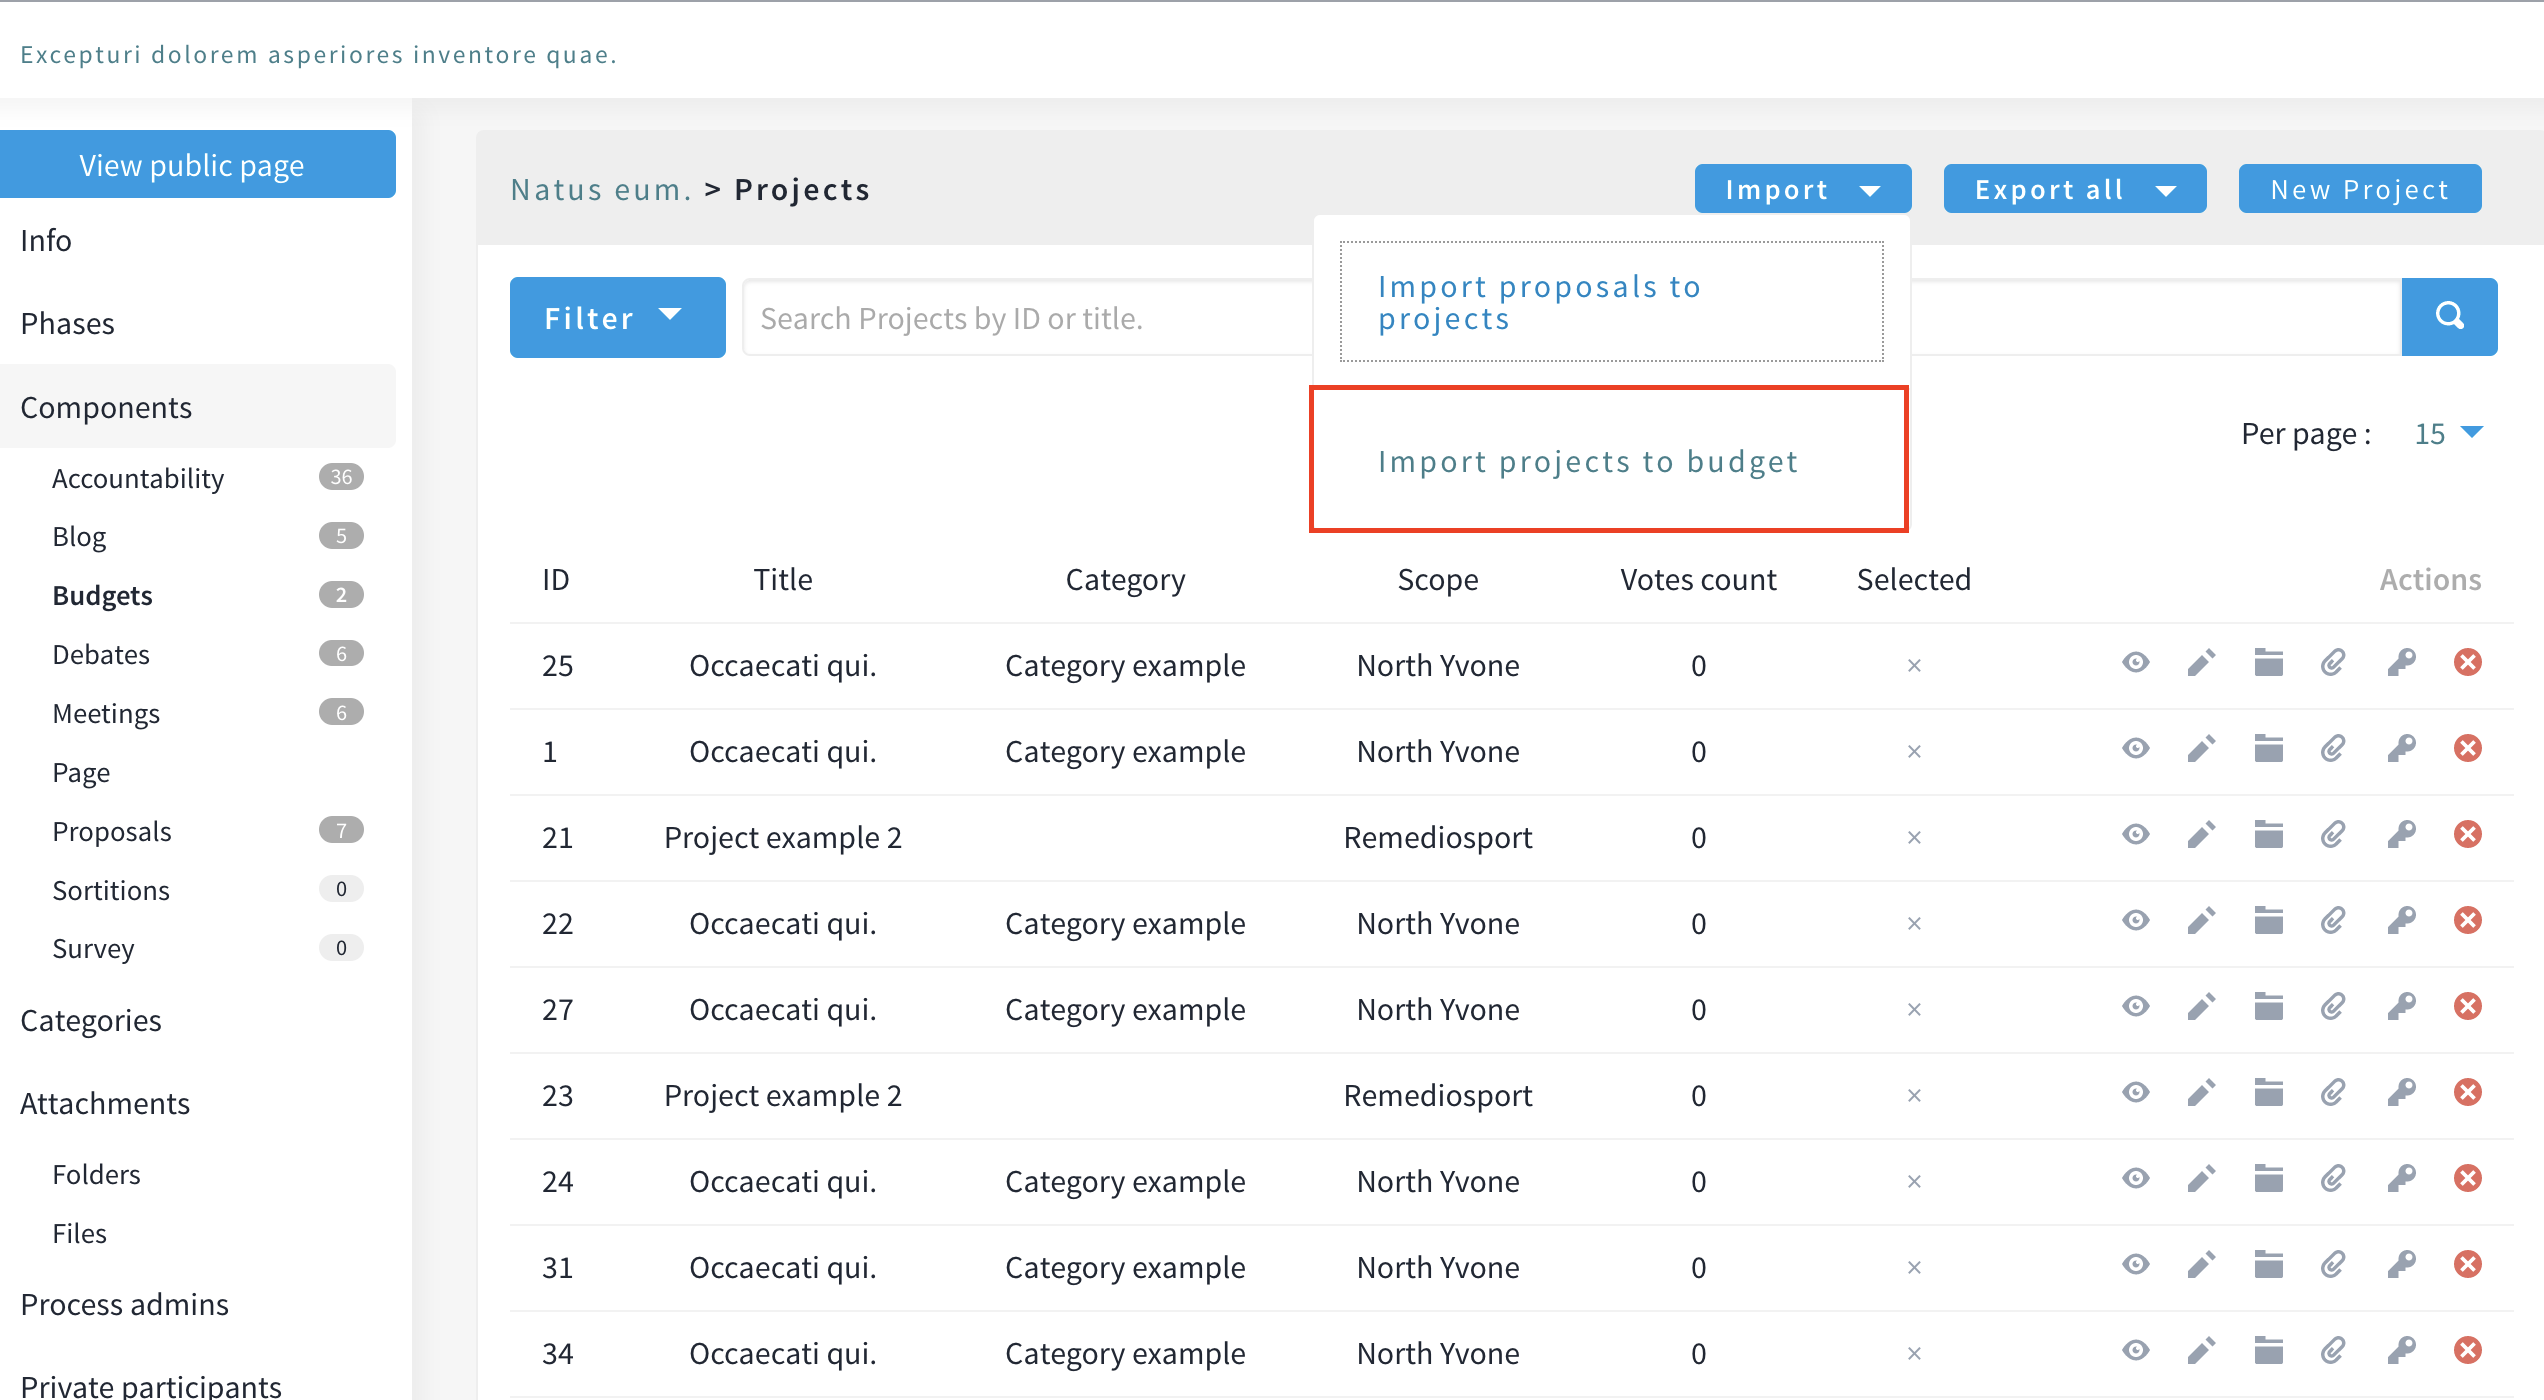 Excepturi dolorem asperiores inventore quae.
View public page
Info
Phases
Components
Accountability 36
Blog 5
Budgets 2
Debates 6
Meetings 6
Page
Proposals 7
Sortitions 0
Survey 0
Categories
Attachments
Folders
Files
Process admins
Private participants
Natus eum. > Projects
Import
Export all
New Project
Import proposals to
projects
Import projects to budget
Filter
Search Projects by ID or title.
Per page : 15
ID Title Category Scope Votes count Selected Actions
25 Occaecati qui. Category example North Yvone 0 ×
1 Occaecati qui. Category example North Yvone 0 ×
21 Project example 2 Remediosport 0 ×
22 Occaecati qui. Category example North Yvone 0 ×
27 Occaecati qui. Category example North Yvone 0 ×
23 Project example 2 Remediosport 0 ×
24 Occaecati qui. Category example North Yvone 0 ×
31 Occaecati qui. Category example North Yvone 0 ×
34 Occaecati qui. Category example North Yvone 0 ×